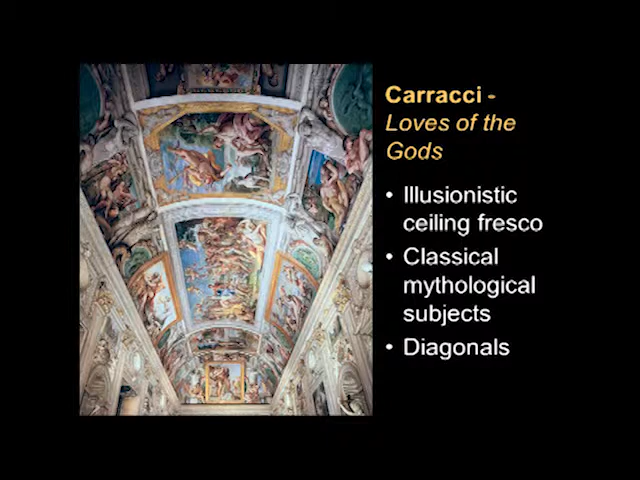 Carracci -
Loves of the
Gods
• Illusionistic
ceiling fresco
• Classical
mythological
subjects
• Diagonals